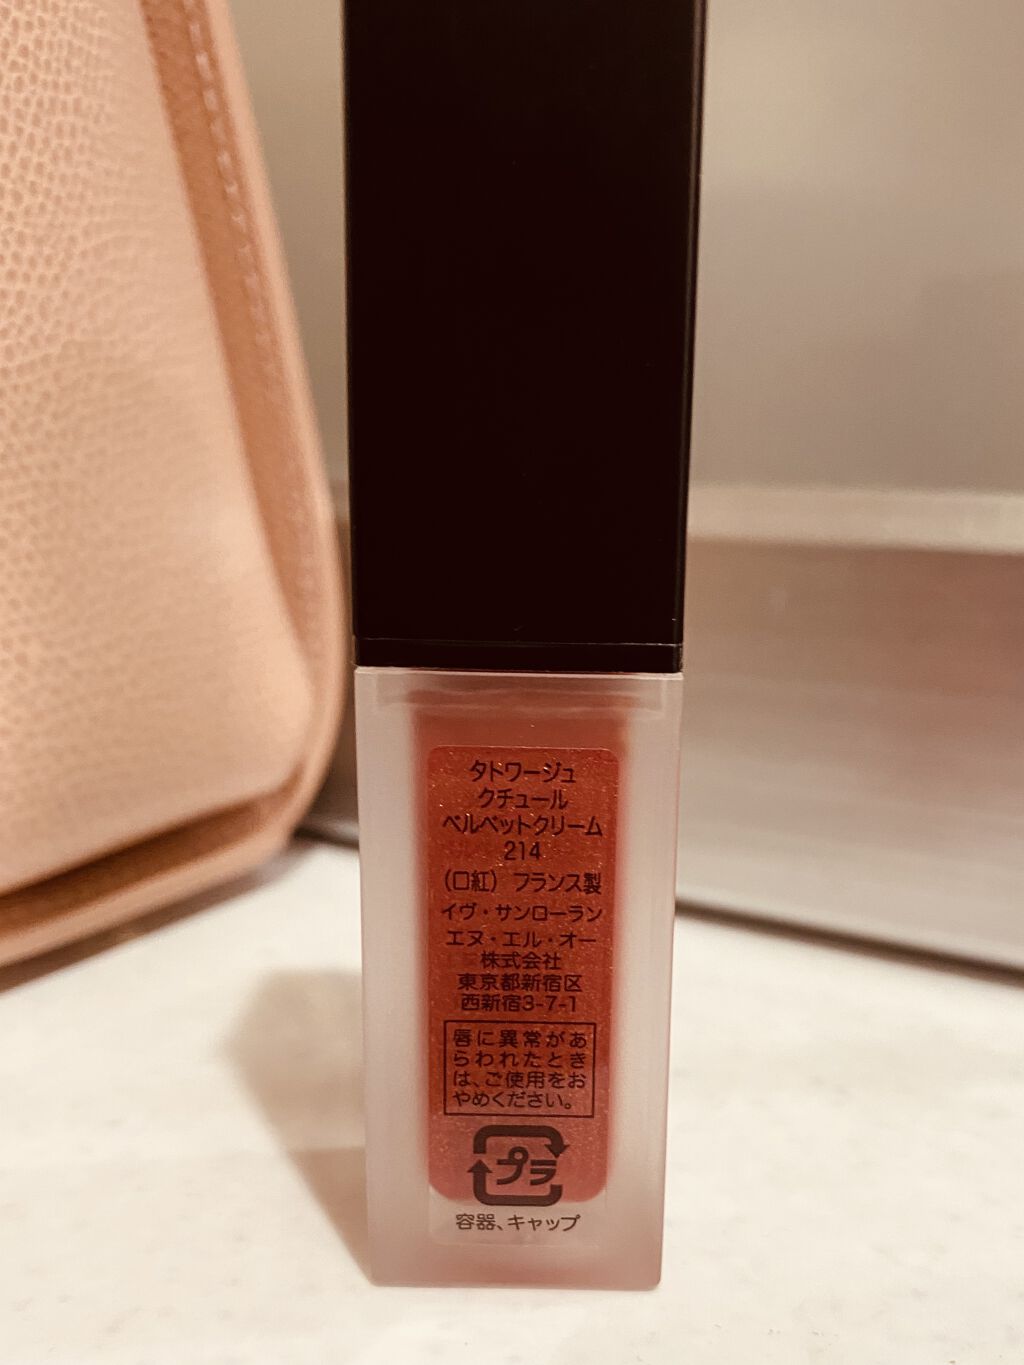 タトワージュ
クチュール
ベルベットクリーム
214
(口紅) フランス製
イヴ・サンローラン
エヌ・エル・オー
株式会社
東京都新宿区
西新宿3-7-1
唇に異常があ
らわれたとき
は、ご使用をお
やめください。
プラ
容器、キャップ